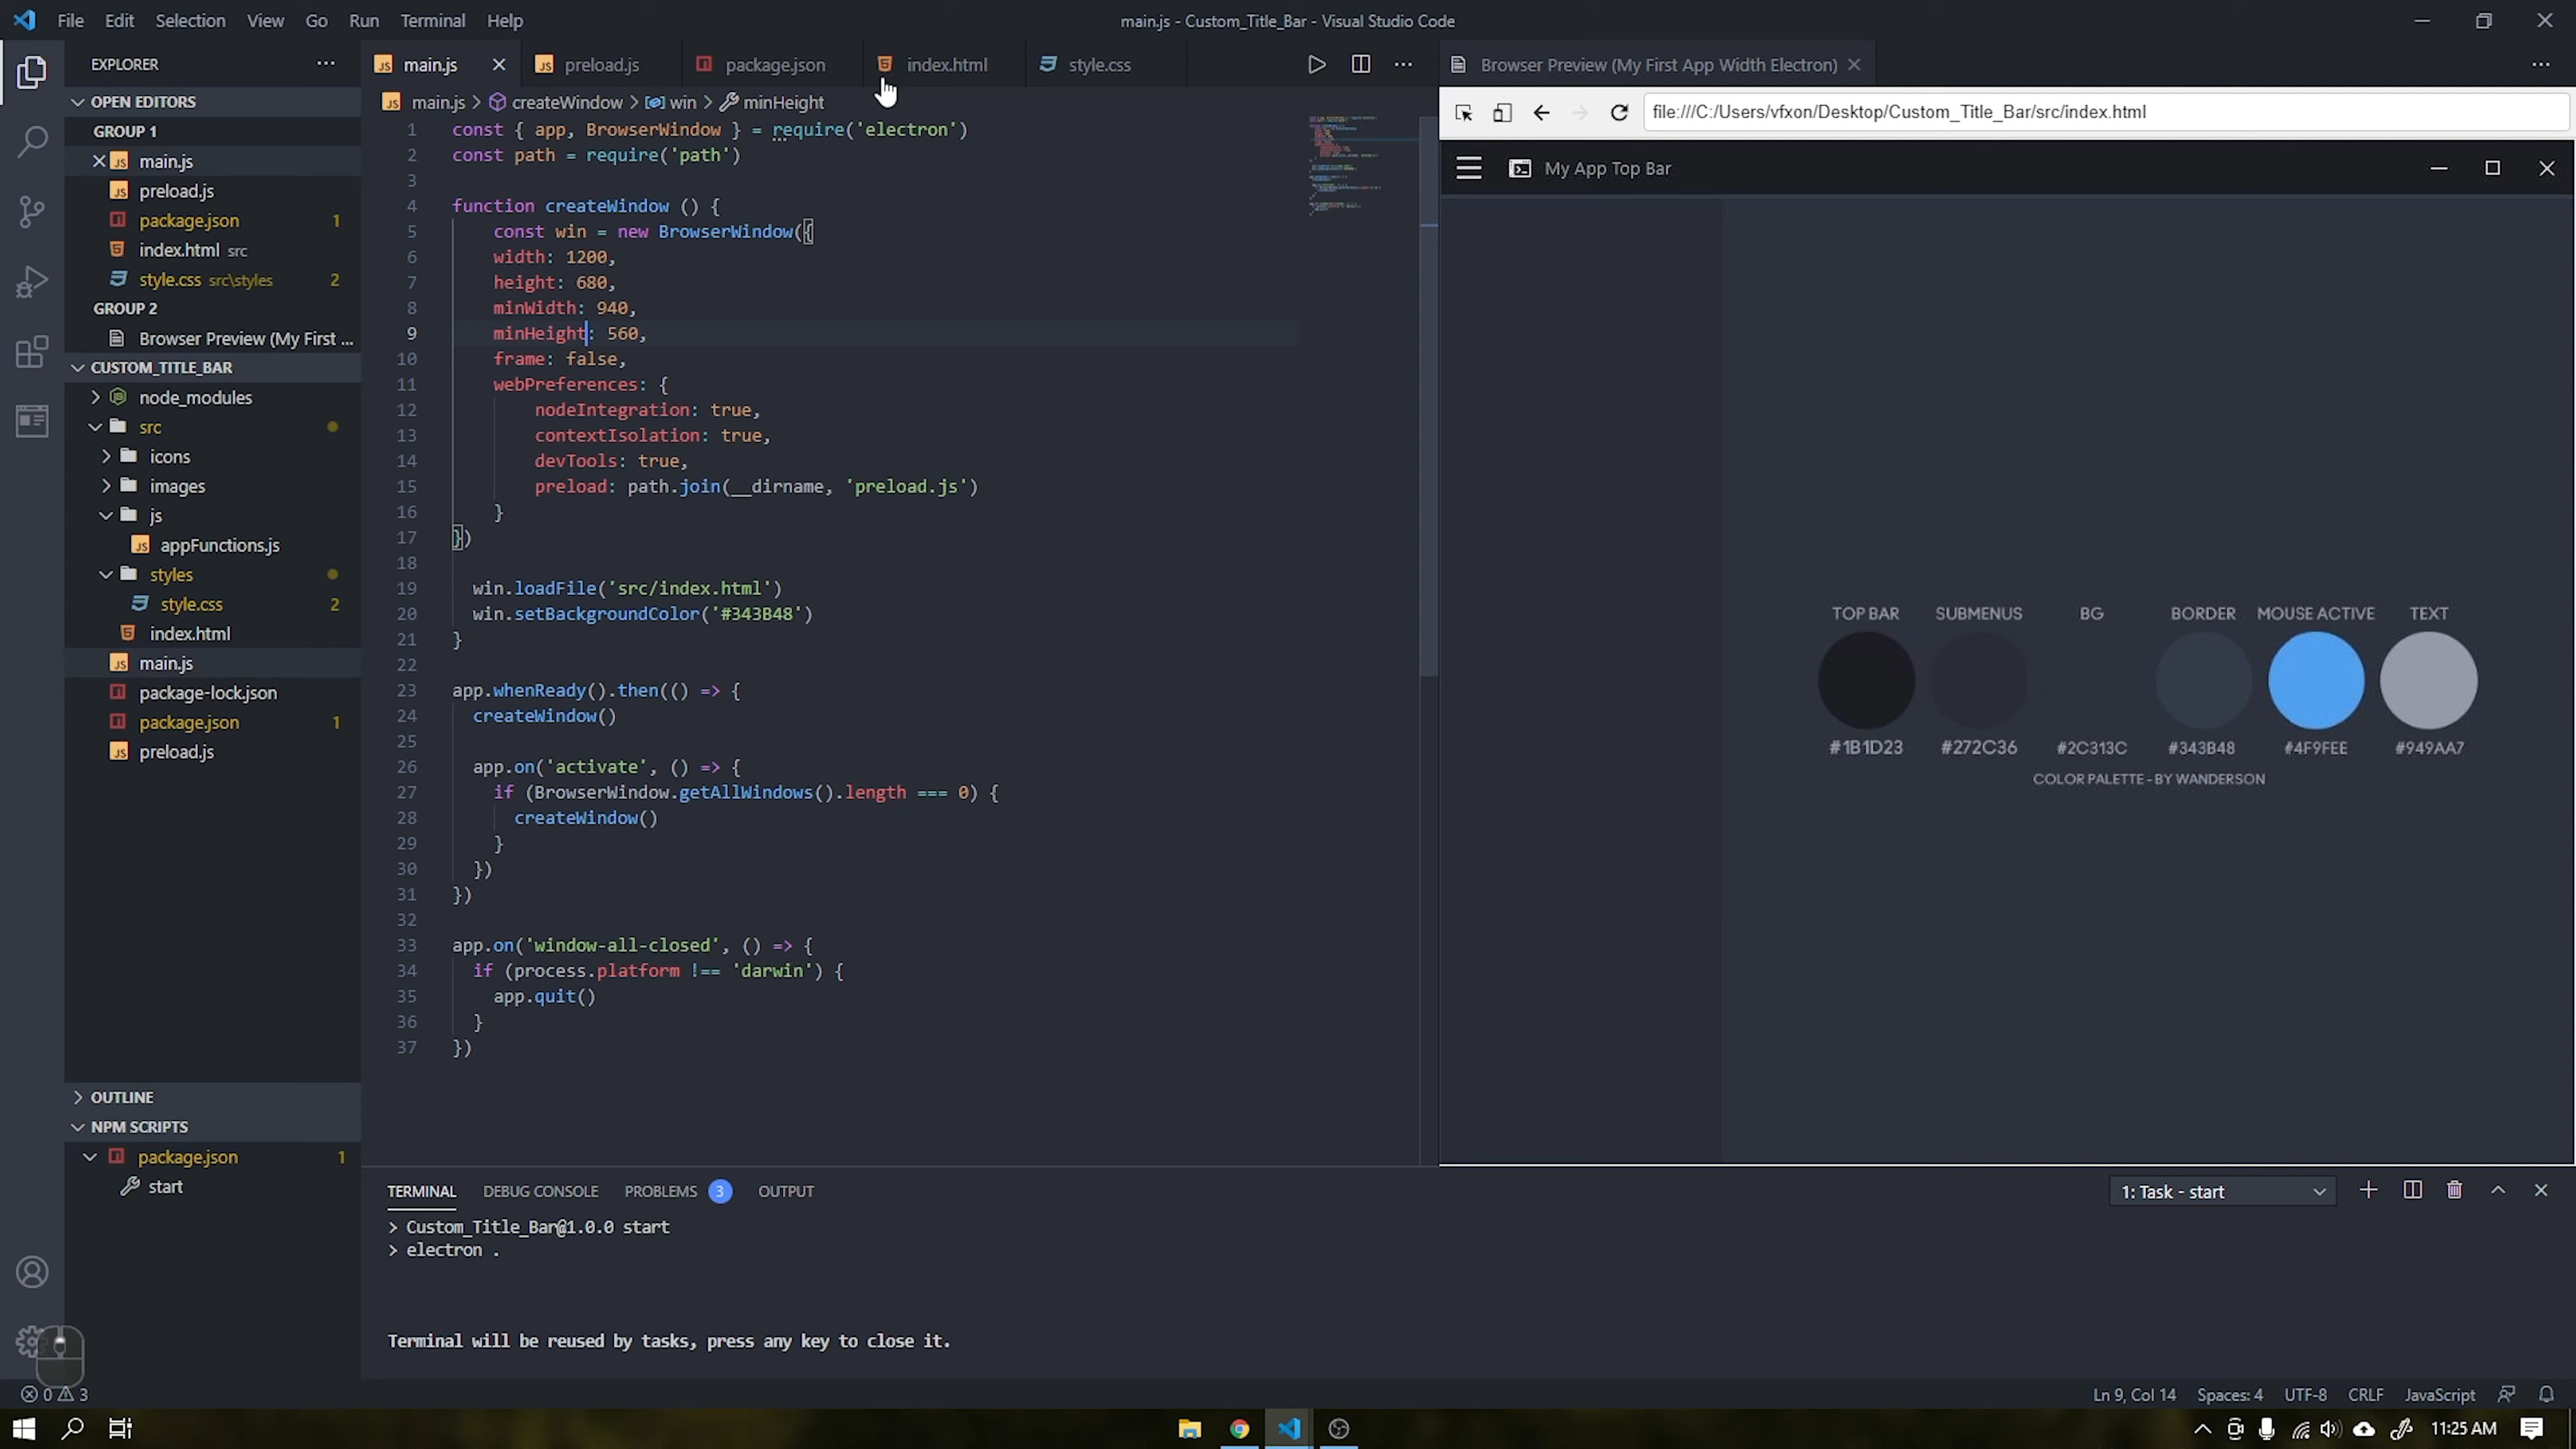 File Edit Selection View Go Run Terminal Help
main.js - Custom_Title_Bar - Visual Studio Code
EXPLORER
OPEN EDITORS
GROUP 1
main.js
preload.js
package.json 1
index.html src
style.css src\styles 2
GROUP 2
Browser Preview (My First ...
CUSTOM_TITLE_BAR
node_modules
src
icons
images
js
appFunctions.js
styles
style.css 2
index.html
main.js
package-lock.json
package.json 1
preload.js
OUTLINE
NPM SCRIPTS
package.json 1
start
main.js preload.js package.json index.html style.css
main.js > createWindow > win > minHeight
1 const { app, BrowserWindow } = require('electron')
2 const path = require('path')
3
4 function createWindow () {
5 const win = new BrowserWindow({
6 width: 1200,
7 height: 680,
8 minWidth: 940,
9 minHeight: 560,
10 frame: false,
11 webPreferences: {
12 nodeIntegration: true,
13 contextIsolation: true,
14 devTools: true,
15 preload: path.join(__dirname, 'preload.js')
16 }
17 })
18
19 win.loadFile('src/index.html')
20 win.setBackgroundColor('#343B48')
21 }
22
23 app.whenReady().then(() => {
24 createWindow()
25
26 app.on('activate', () => {
27 if (BrowserWindow.getAllWindows().length === 0) {
28 createWindow()
29 }
30 })
31 })
32
33 app.on('window-all-closed', () => {
34 if (process.platform !== 'darwin') {
35 app.quit()
36 }
37 })
Browser Preview (My First App Width Electron)
file:///C:/Users/vfxon/Desktop/Custom_Title_Bar/src/index.html
My App Top Bar
TOP BAR SUBMENUS BG BORDER MOUSE ACTIVE TEXT
#1B1D23 #272C36 #2C313C #343B48 #4F9FEE #949AA7
COLOR PALETTE - BY WANDERSON
TERMINAL DEBUG CONSOLE PROBLEMS 3 OUTPUT
1: Task - start
> Custom_Title_Bar@1.0.0 start
> electron .
Terminal will be reused by tasks, press any key to close it.
0 3
Ln 9, Col 14 Spaces: 4 UTF-8 CRLF JavaScript
11:25 AM